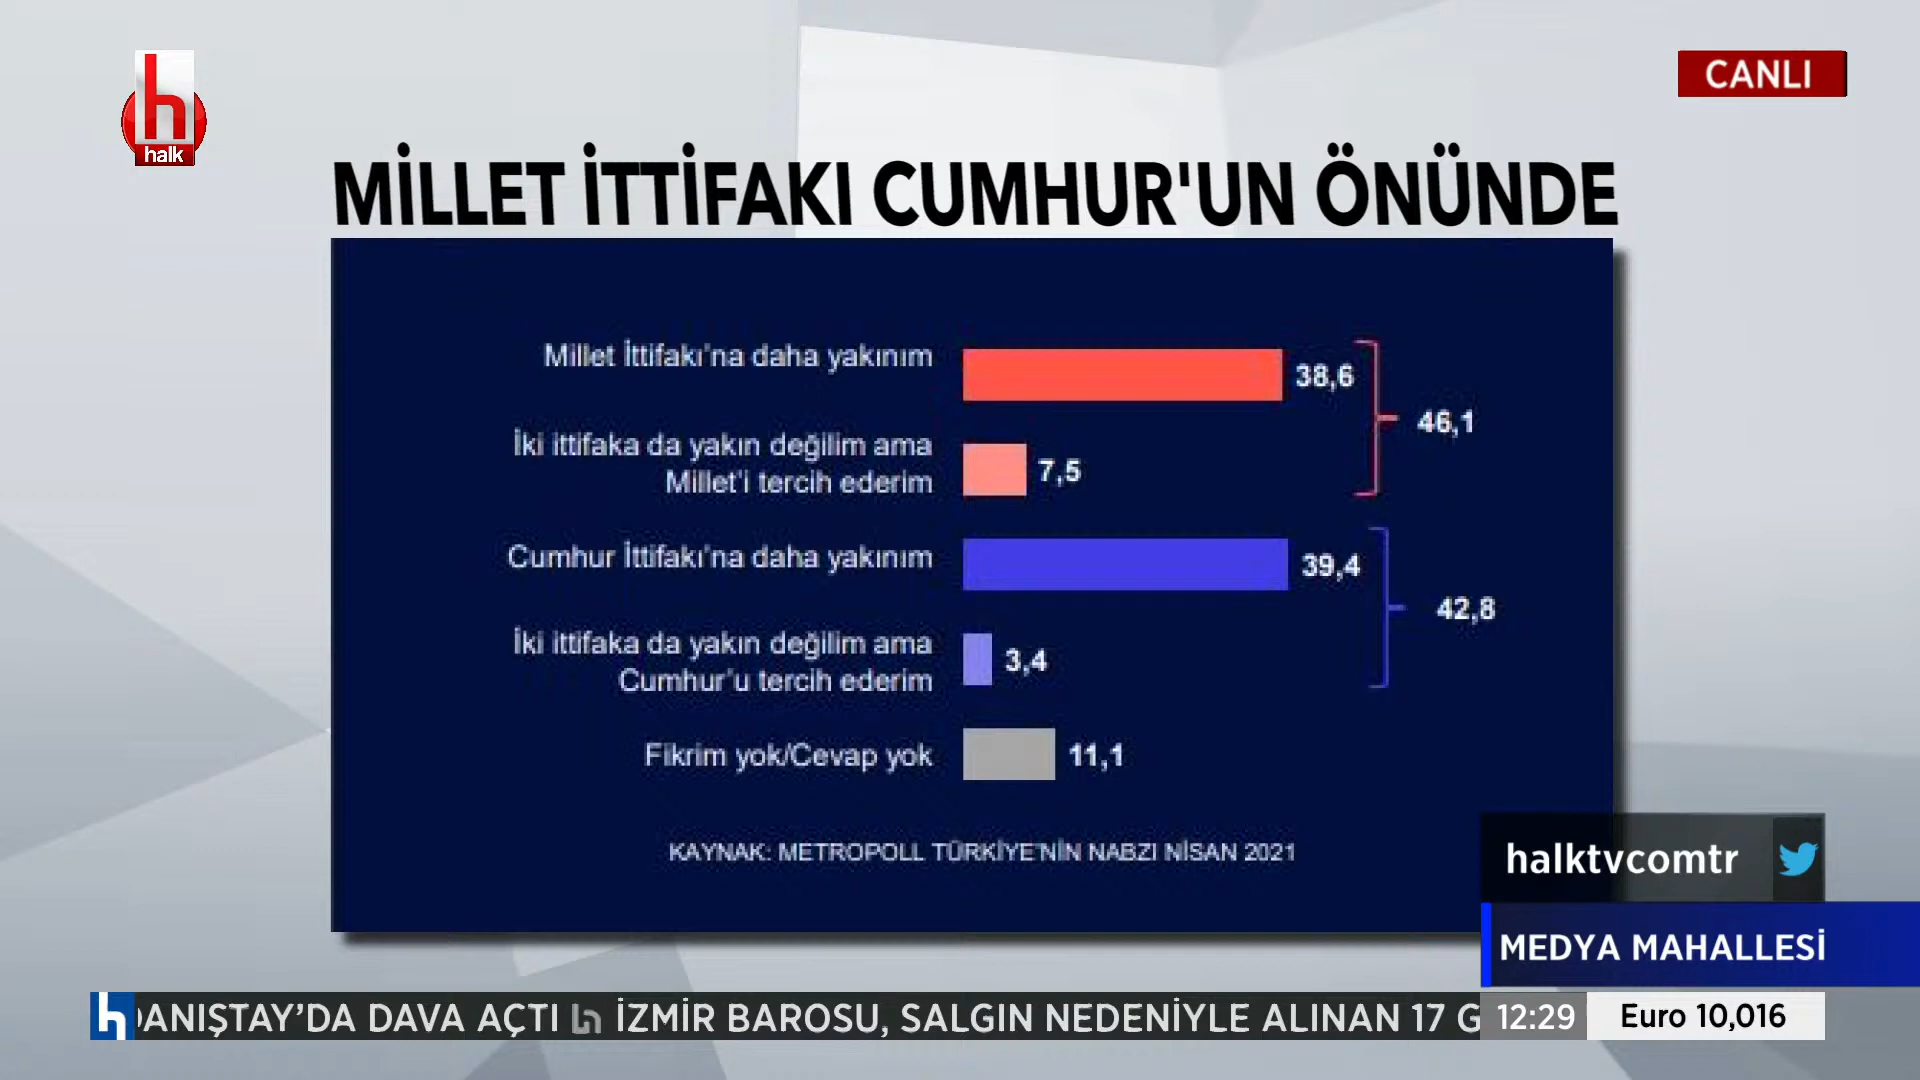 halk
CANLI
MİLLET İTTİFAKI CUMHUR'UN ÖNÜNDE
Millet İttifakı'na daha yakınım
38,6
46,1
İki ittifaka da yakın değilim ama
Millet'i tercih ederim
7,5
Cumhur İttifakı'na daha yakınım
39,4
42,8
İki ittifaka da yakın değilim ama
Cumhur'u tercih ederim
3,4
Fikrim yok/Cevap yok
11,1
KAYNAK: METROPOLL TÜRKİYE'NİN NABZI NİSAN 2021
halktvcomtr
MEDYA MAHALLESİ
DANIŞTAY'DA DAVA AÇTI h İZMİR BAROSU, SALGIN NEDENİYLE ALINAN 17 G
12:29
Euro 10,016